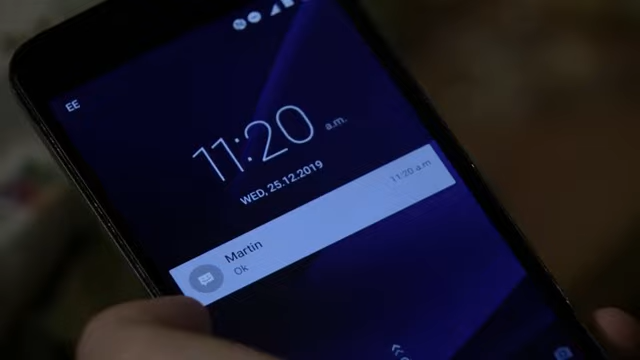 EE
11:20 a.m.
WED, 25.12.2019
Martin 11:20 a.m
Ok